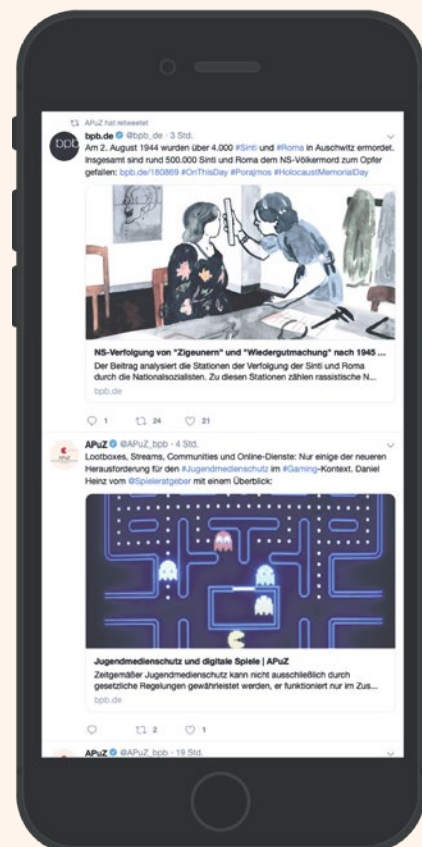 APuZ hat retweetet
bpb
bpb.de @bpb_de · 3 Std.
Am 2. August 1944 wurden über 4.000 #Sinti und #Roma in Auschwitz ermordet.
Insgesamt sind rund 500.000 Sinti und Roma dem NS-Völkermord zum Opfer
gefallen: bpb.de/180869 #OnThisDay #Porajmos #HolocaustMemorialDay
NS-Verfolgung von "Zigeunern" und "Wiedergutmachung" nach 1945 ...
Der Beitrag analysiert die Stationen der Verfolgung der Sinti und Roma
durch die Nationalsozialisten. Zu diesen Stationen zählen rassistische N...
bpb.de
1 24 21
APuZ
APuZ @APuZ_bpb · 4 Std.
Lootboxes, Streams, Communities und Online-Dienste: Nur einige der neueren
Herausforderung für den #Jugendmedienschutz im #Gaming-Kontext. Daniel
Heinz vom @Spieleratgeber mit einem Überblick:
Jugendmedienschutz und digitale Spiele | APuZ
Zeitgemäßer Jugendmedienschutz kann nicht ausschließlich durch
gesetzliche Regelungen gewährleistet werden, er funktioniert nur im Zus...
bpb.de
2 1
APuZ @APuZ_bpb · 19 Std.